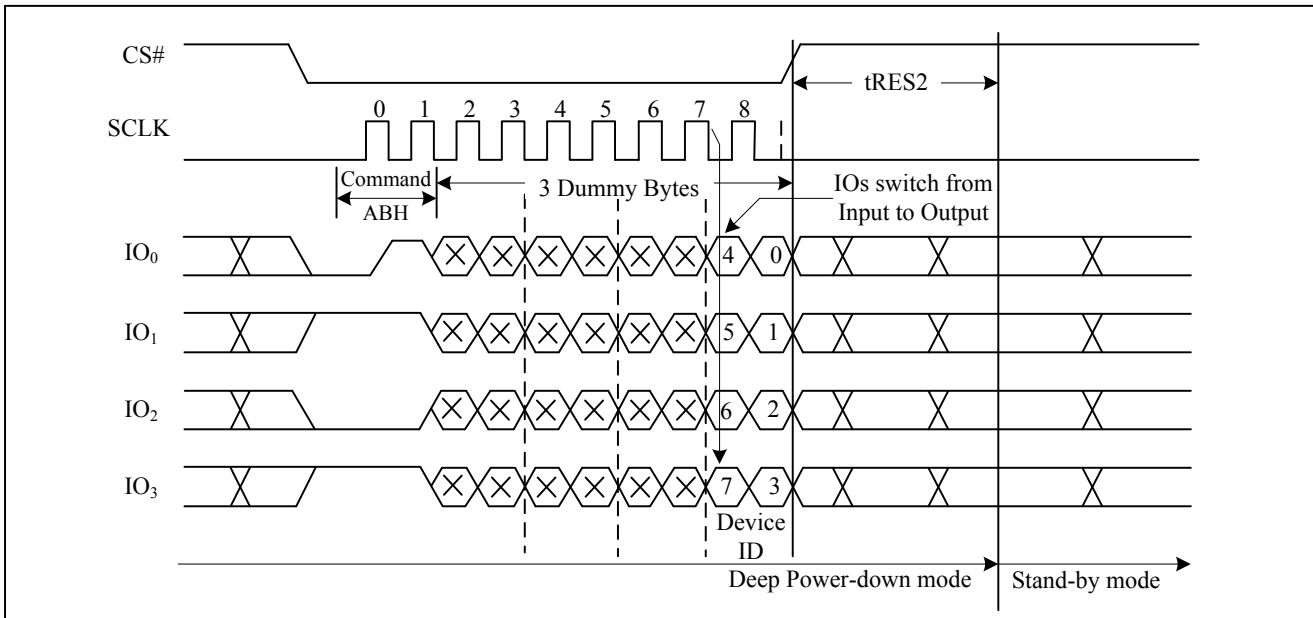 CS#
tRES2
0 1 2 3 4 5 6 7 8
SCLK
Command
ABH
3 Dummy Bytes
IOs switch from
Input to Output
IO0 4 0
IO1 5 1
IO2 6 2
IO3 7 3
Device
ID
Deep Power-down mode
Stand-by mode